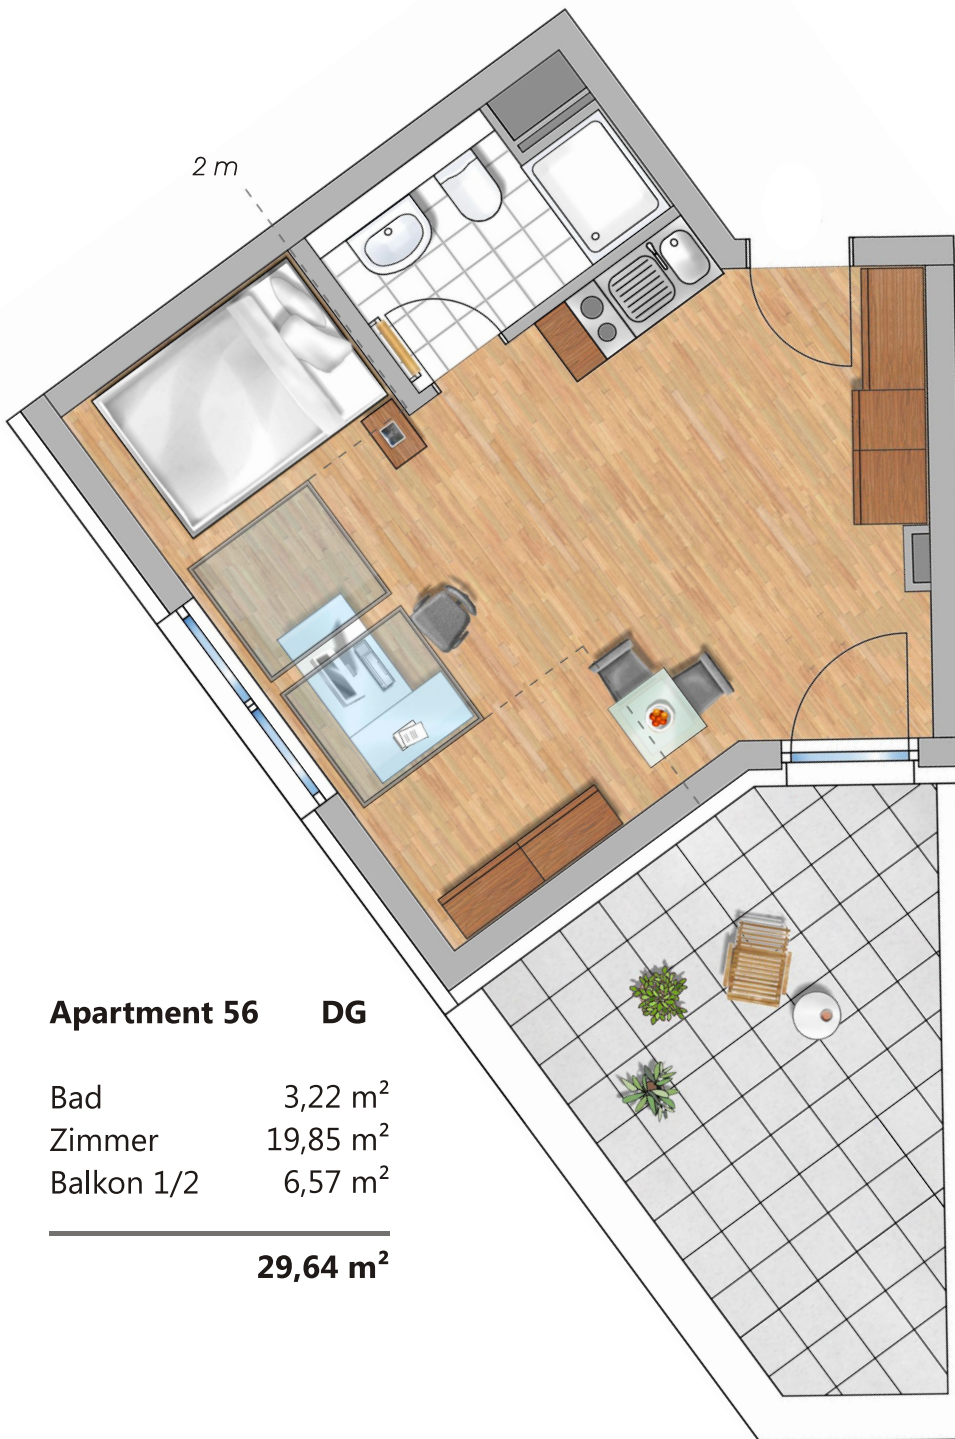 2 m
Apartment 56 DG
Bad 3,22 m²
Zimmer 19,85 m²
Balkon 1/2 6,57 m²
29,64 m²